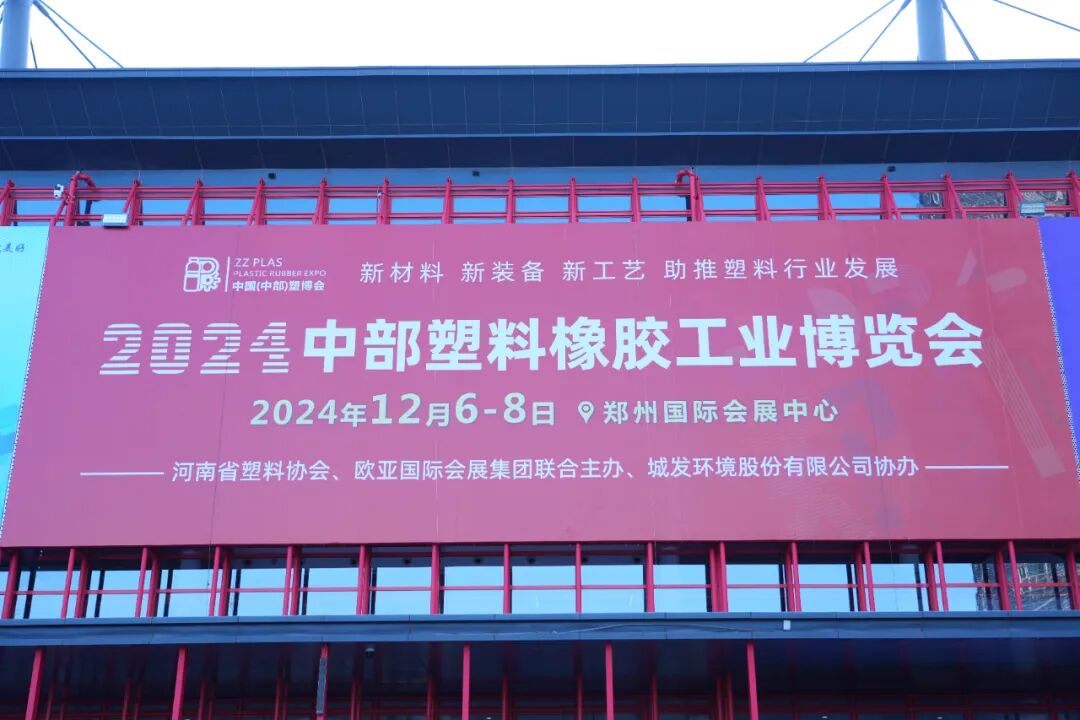 ZZ PLAS
PLASTIC RUBBER EXPO
中国(中部)塑博会
新材料 新装备 新工艺 助推塑料行业发展
2024中部塑料橡胶工业博览会
2024年12月6-8日 郑州国际会展中心
河南省塑料协会、欧亚国际会展集团联合主办、城发环境股份有限公司协办